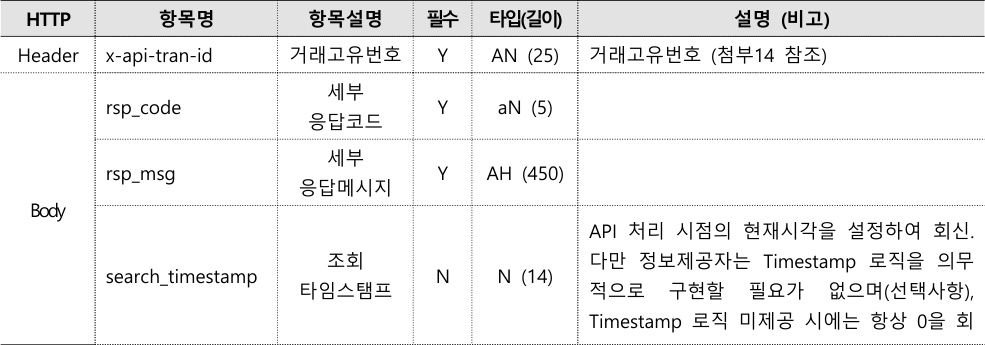 HTTP 항목명 항목설명 필수 타입(길이) 설명 (비고)
Header x-api-tran-id 거래고유번호 Y AN (25) 거래고유번호 (첨부14 참조)
Body
rsp_code 세부 응답코드 Y aN (5)
rsp_msg 세부 응답메시지 Y AH (450)
search_timestamp 조회 타임스탬프 N N (14)
API 처리 시점의 현재시각을 설정하여 회신.
다만 정보제공자는 Timestamp 로직을 의무
적으로 구현할 필요가 없으며(선택사항),
Timestamp 로직 미제공 시에는 항상 0을 회